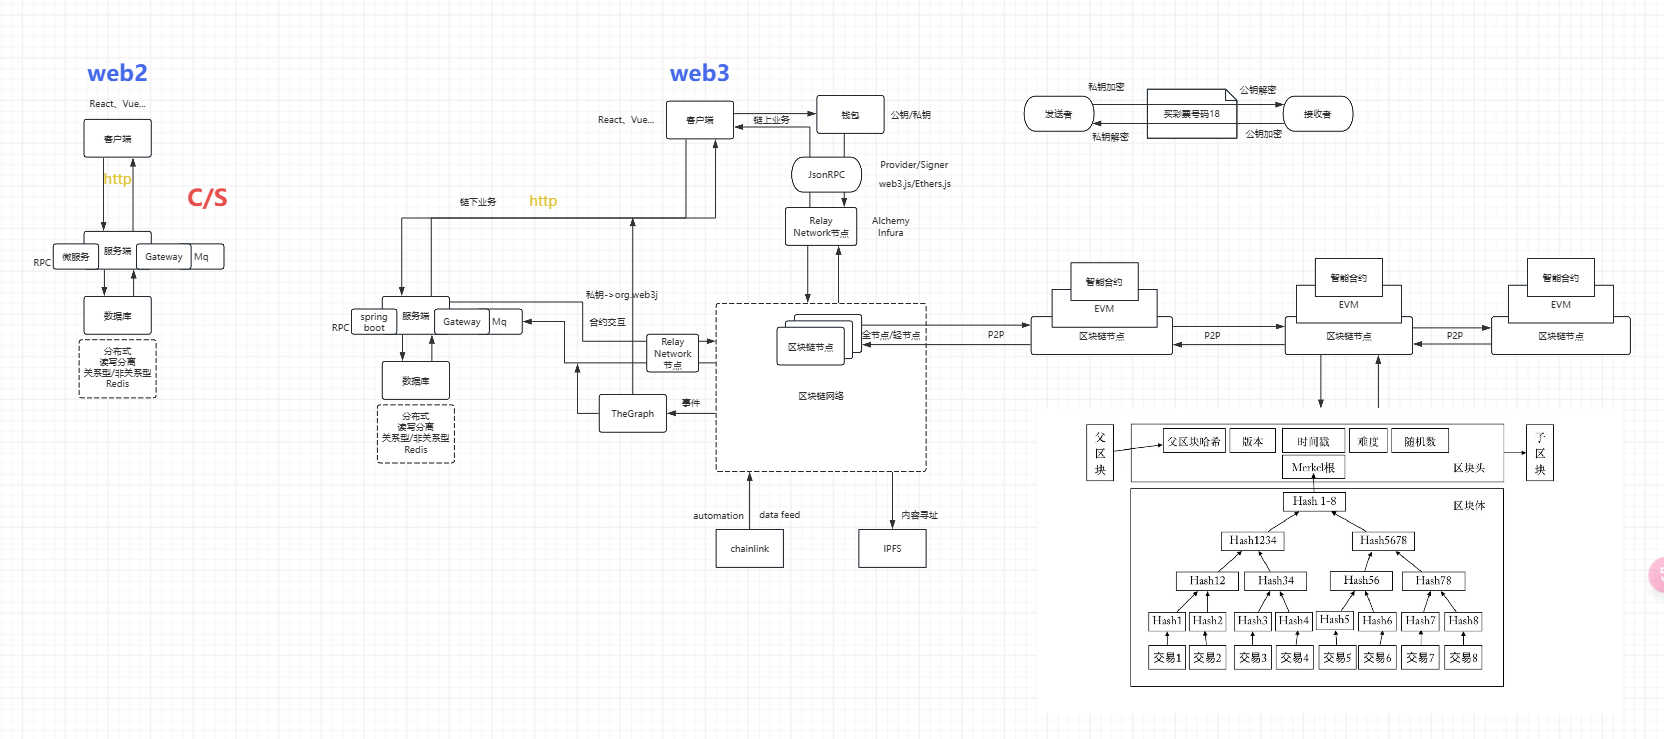 web2
React、Vue...
客户端
http
C/S
服务端
RPC
微服务
Gateway
Mq
数据库
分布式
读写分离
关系型/非关系型
Redis
web3
React、Vue...
客户端
链上业务
钱包
公钥/私钥
JsonRPC
Provider/Signer
web3.js/Ethers.js
Relay
Network节点
Alchemy
Infura
链下业务
http
私钥->org.web3j
合约交互
RPC
spring
boot
服务端
Gateway
Mq
数据库
分布式
读写分离
关系型/非关系型
Redis
Relay
Network
节点
TheGraph
事件
区块链节点
全节点/轻节点
区块链网络
automation
data feed
chainlink
内容寻址
IPFS
私钥加密
公钥解密
发送者
买彩票号码18
接收者
私钥解密
公钥加密
P2P
智能合约
EVM
区块链节点
P2P
智能合约
EVM
区块链节点
P2P
智能合约
EVM
区块链节点
父
区
块
父区块哈希
版本
时间戳
难度
随机数
Merkel根
区块头
子
区
块
区块体
Hash 1-8
Hash1234
Hash5678
Hash12
Hash34
Hash56
Hash78
Hash1
Hash2
Hash3
Hash4
Hash5
Hash6
Hash7
Hash8
交易1
交易2
交易3
交易4
交易5
交易6
交易7
交易8